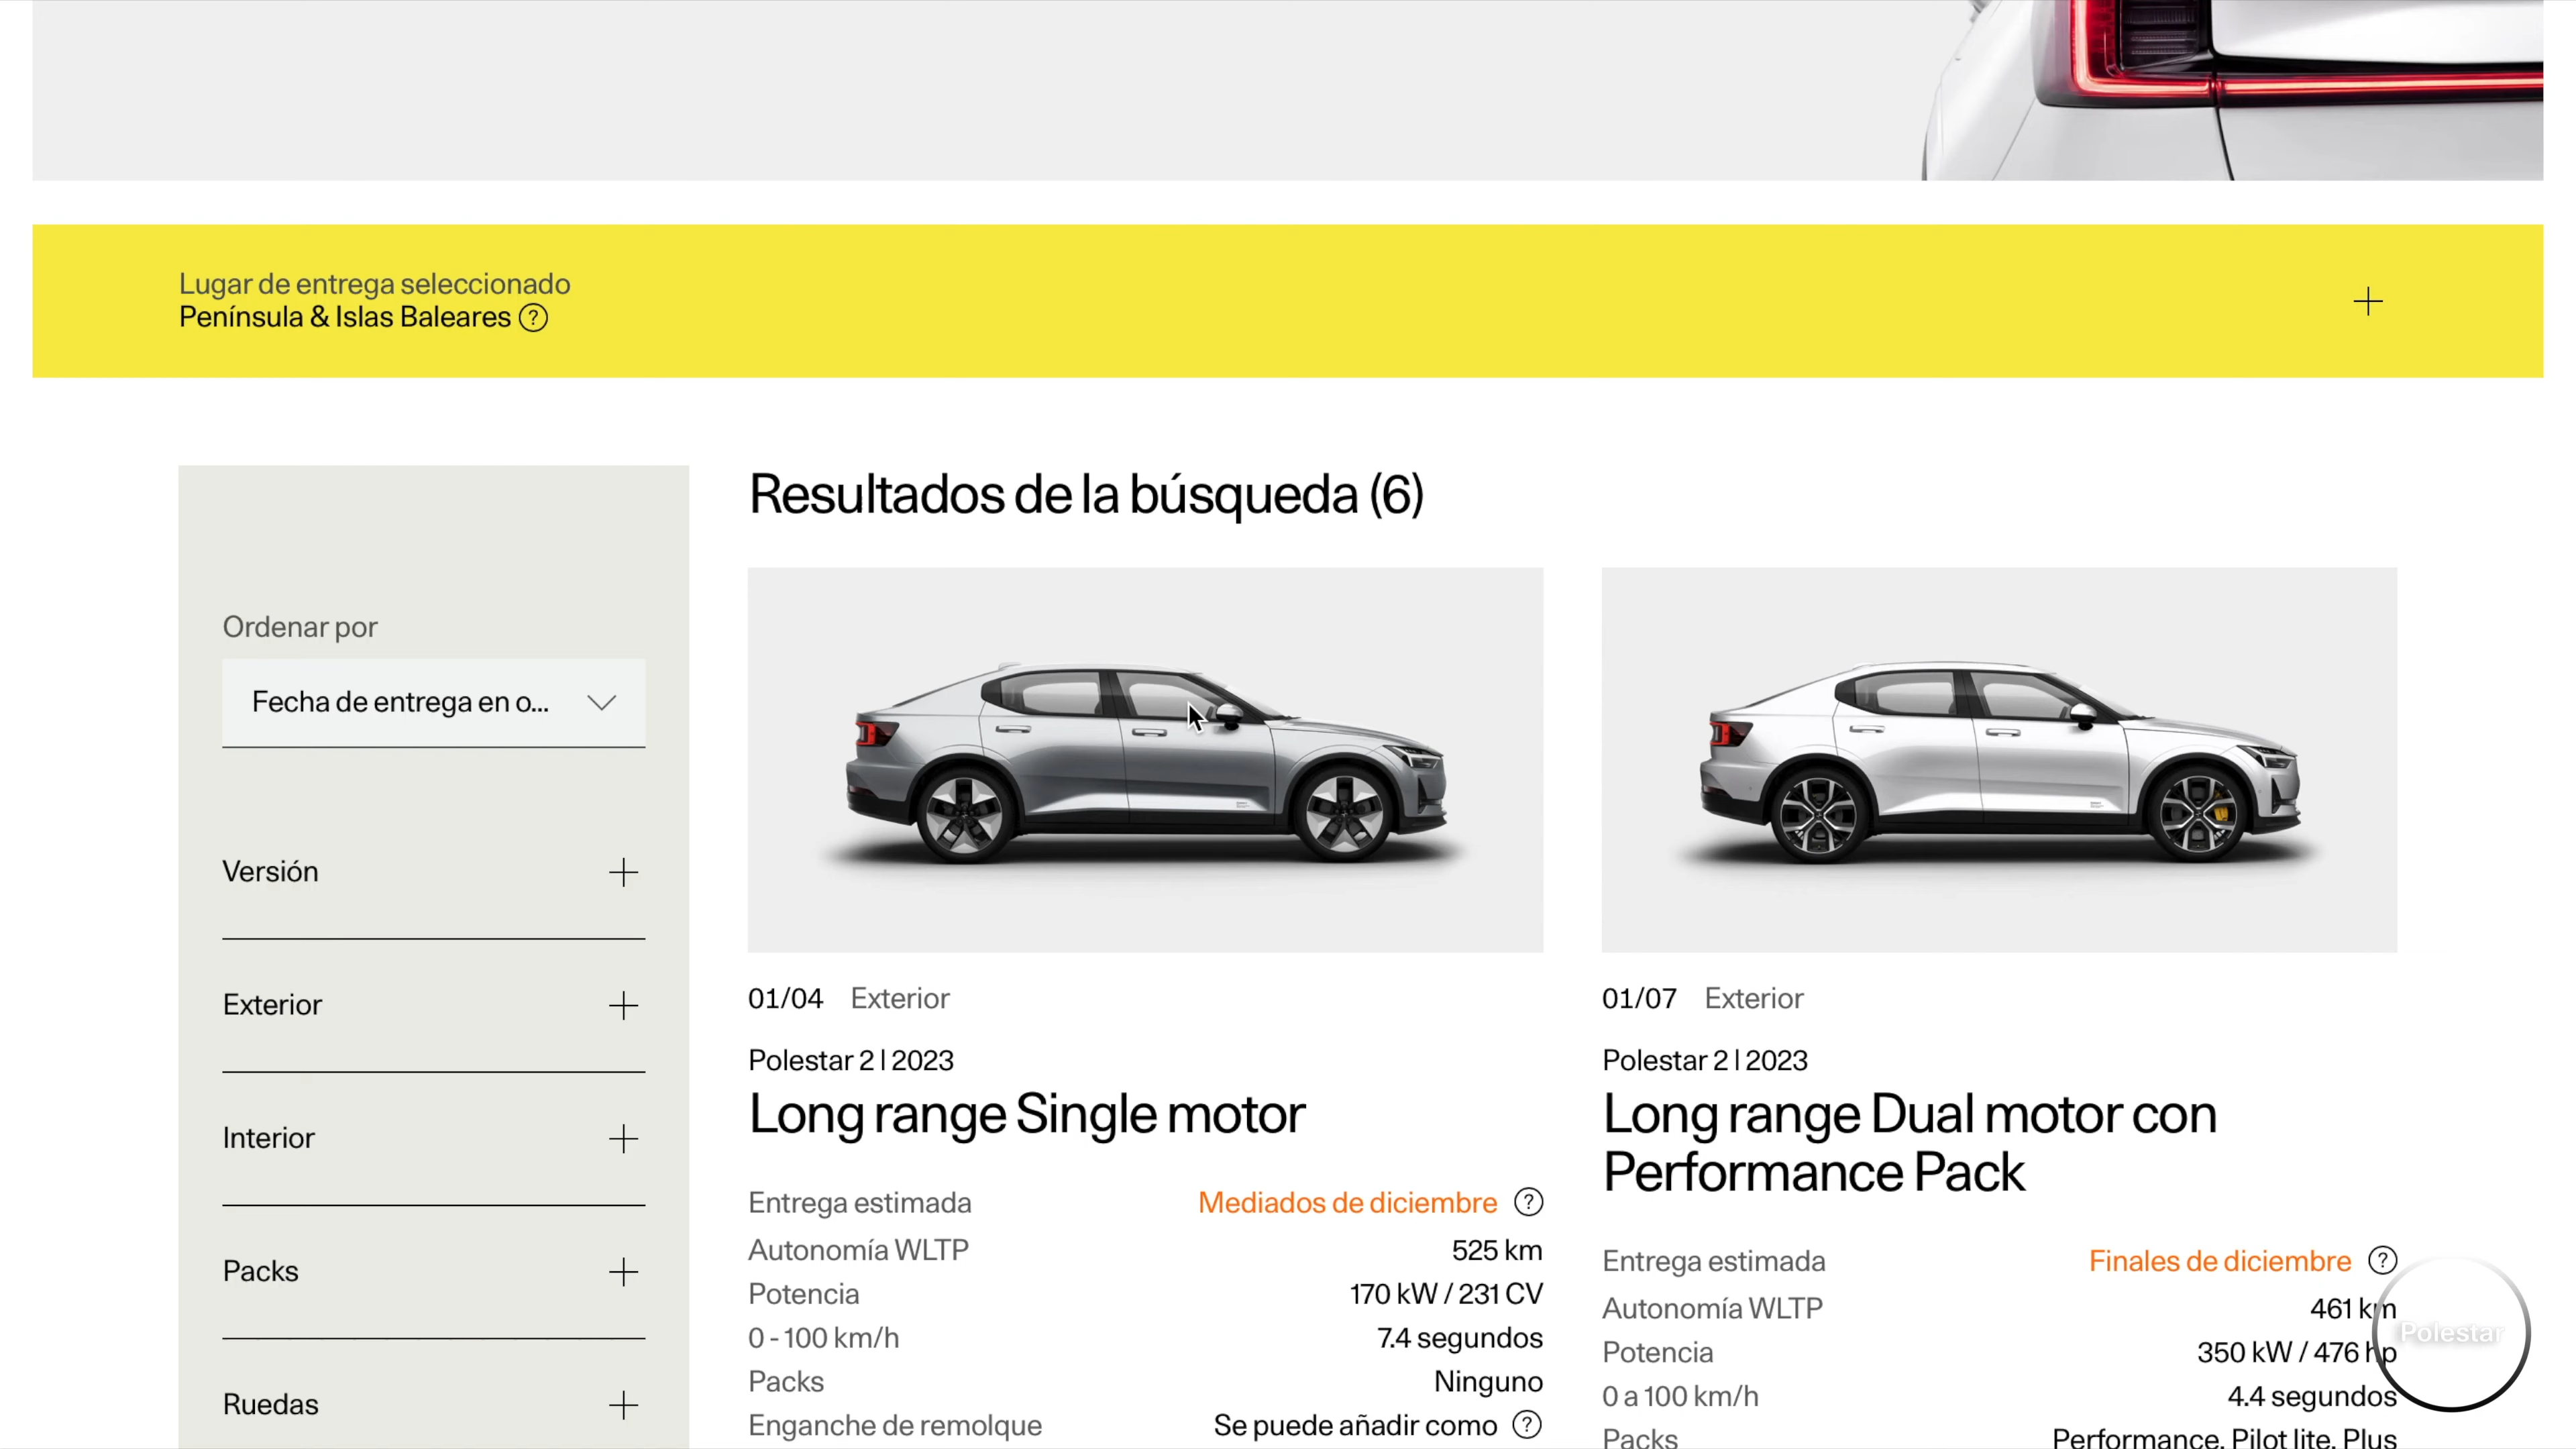 Lugar de entrega seleccionado
Península & Islas Baleares ?
Resultados de la búsqueda (6)
Ordenar por
Fecha de entrega en o...
Versión
Exterior
Interior
Packs
Ruedas
01/04 Exterior
Polestar 2 | 2023
Long range Single motor
Entrega estimada Mediados de diciembre ?
Autonomía WLTP 525 km
Potencia 170 kW / 231 CV
0 - 100 km/h 7.4 segundos
Packs Ninguno
Enganche de remolque Se puede añadir como ?
01/07 Exterior
Polestar 2 | 2023
Long range Dual motor con
Performance Pack
Entrega estimada Finales de diciembre ?
Autonomía WLTP 461 km
Potencia 350 kW / 476 hp
0 a 100 km/h 4.4 segundos
Packs Performance, Pilot lite, Plus
Polestar